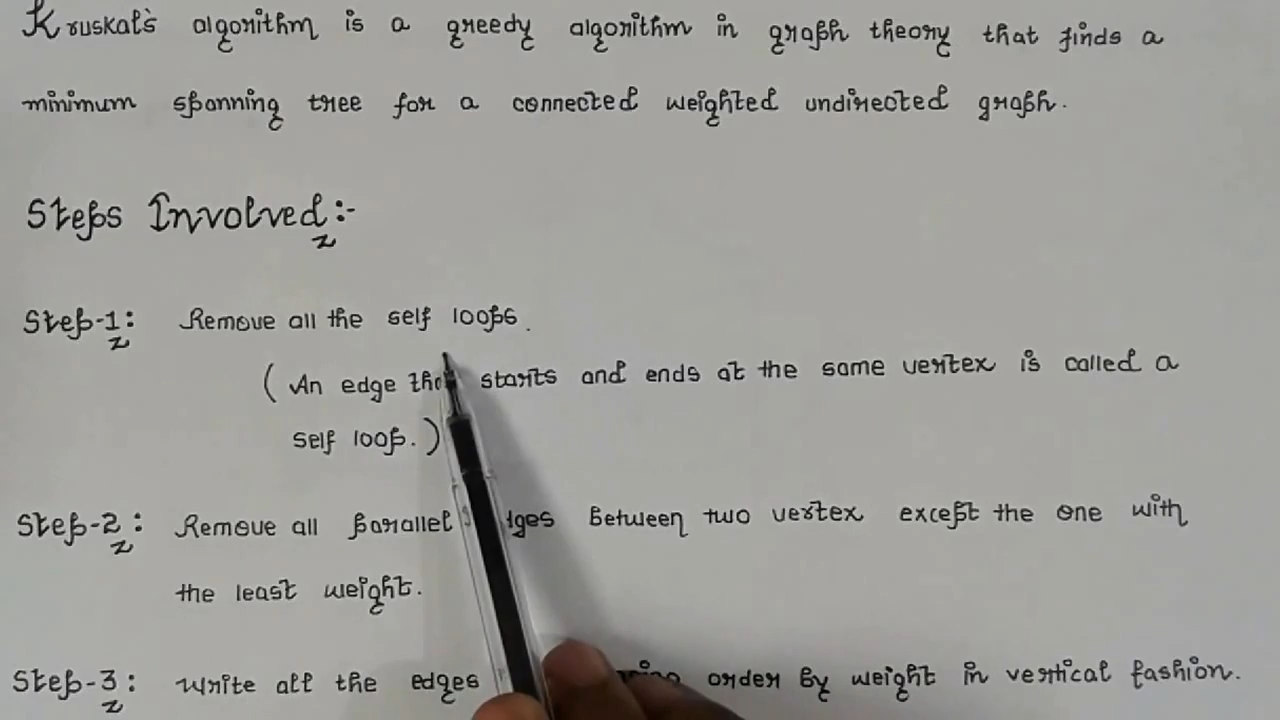 Kruskal's algorithm is a greedy algorithm in graph theory that finds a
minimum spanning tree for a connected weighted undirected graph.
Steps Involved:-
Step-1: Remove all the self loops.
(An edge starts and ends at the same vertex is called a
self loop.)
Step-2: Remove all parallel between two vertex except the one with
the least weight.
Step-3: Write all the edges order by weight in vertical fashion.